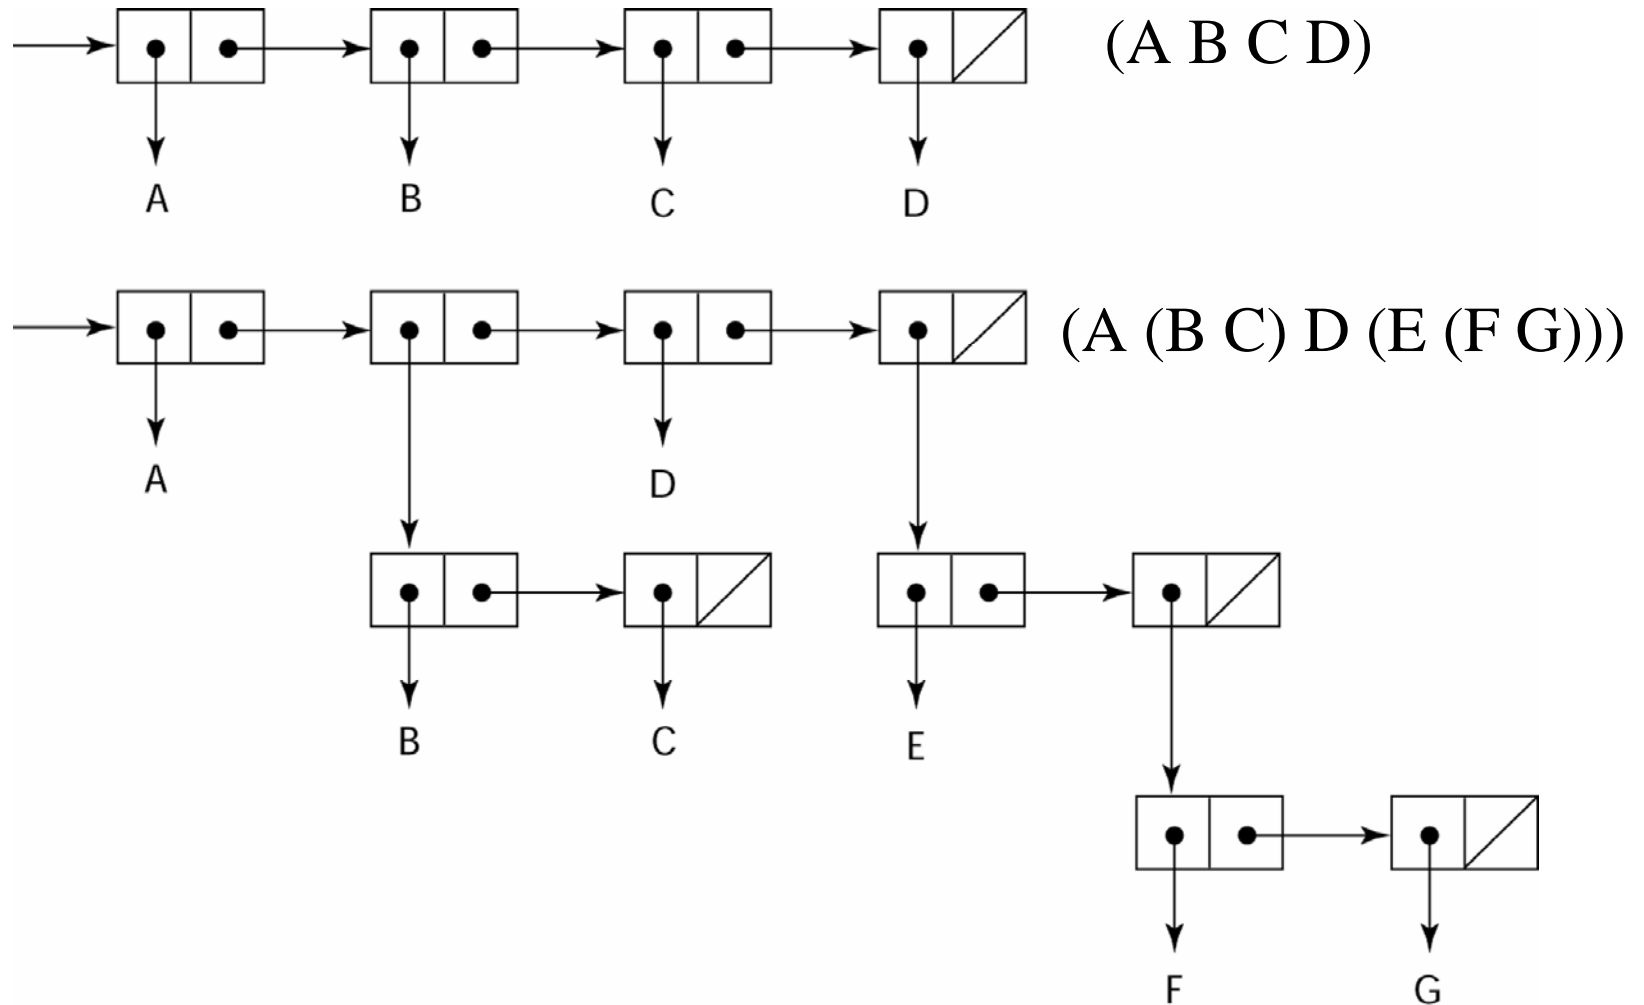 (A B C D)
A B C D
(A (B C) D (E (F G)))
A D
B C E
F G